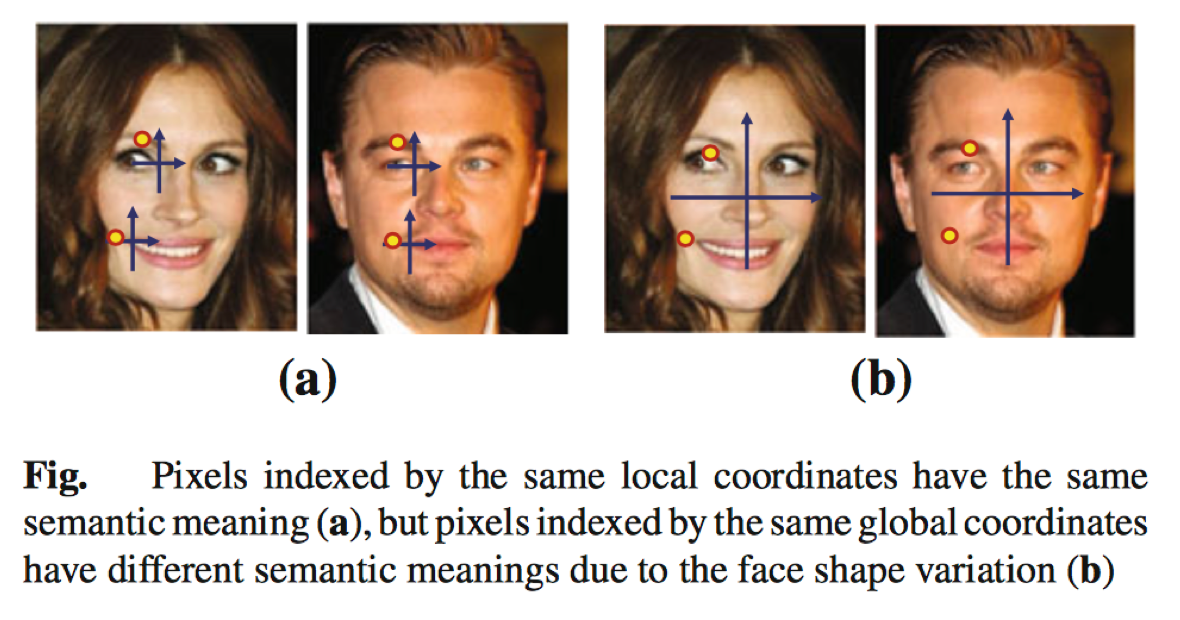 (a)
(b)
Fig. Pixels indexed by the same local coordinates have the same
semantic meaning (a), but pixels indexed by the same global coordinates
have different semantic meanings due to the face shape variation (b)